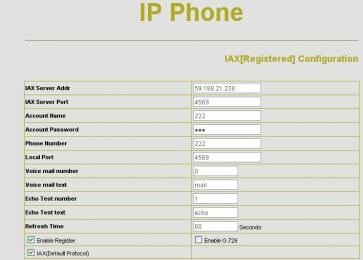 IP Phone
IAX[Registered] Configuration
IAX Server Addr 59.188.21.238
IAX Server Port 4569
Account Name 222
Account Password •••
Phone Number 222
Local Port 4569
Voice mail number 0
Voice mail text mail
Echo Test number 1
Echo Test text echo
Refresh Time 60 Seconds
Enable Register Enable G.729
IAX(Default Protocol)